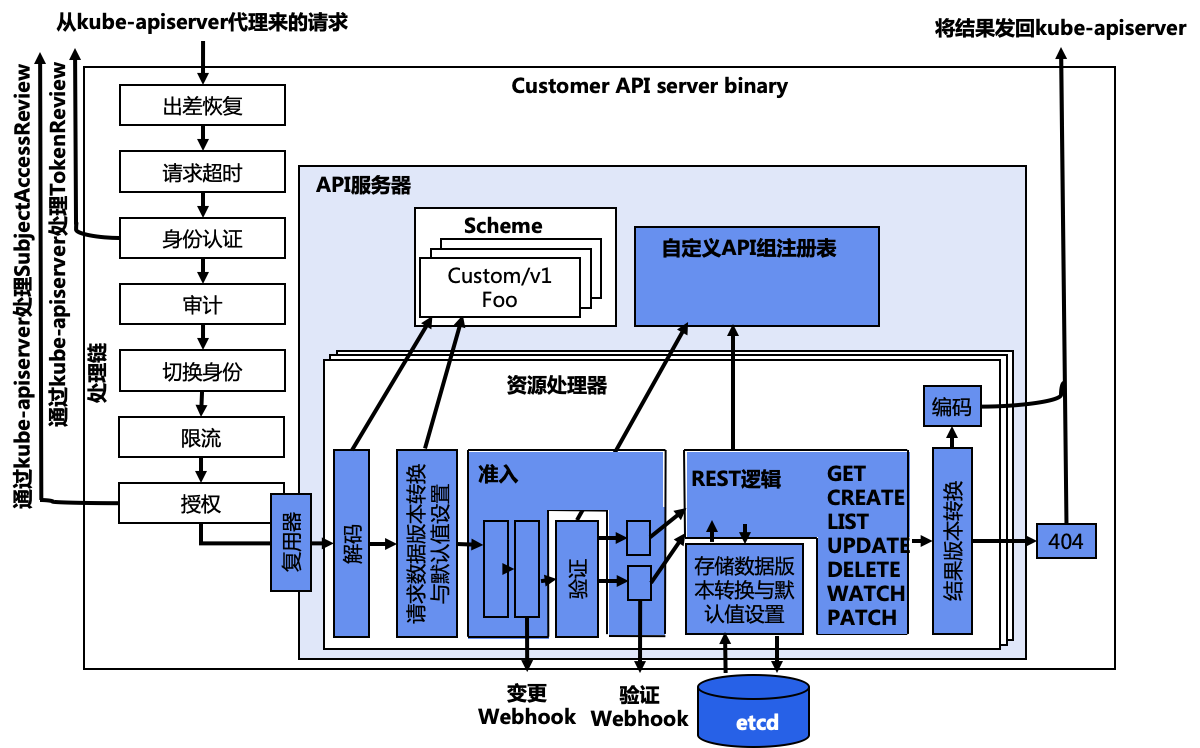 从kube-apiserver代理来的请求
将结果发回kube-apiserver
Customer API server binary
通过kube-apiserver处理SubjectAccessReview
通过kube-apiserver处理TokenReview
处理链
出差恢复
请求超时
身份认证
审计
切换身份
限流
授权
复用器
API服务器
Scheme
Custom/v1
Foo
自定义API组注册表
资源处理器
解码
请求数据版本转换
与默认值设置
准入
验证
REST逻辑
GET
CREATE
LIST
UPDATE
DELETE
WATCH
PATCH
存储数据版
本转换与默
认值设置
结果版本转换
编码
404
变更
Webhook
验证
Webhook
etcd